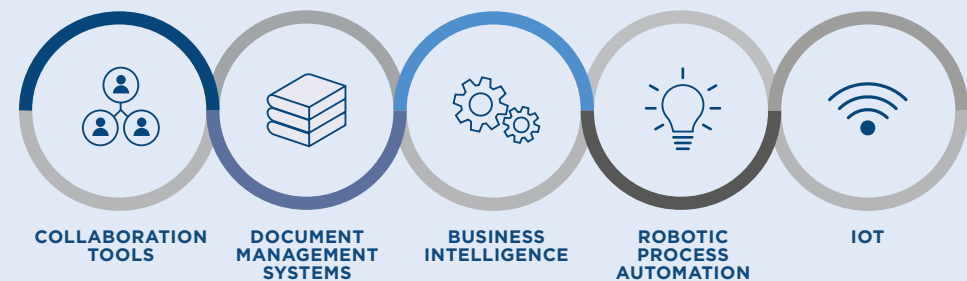 COLLABORATION
TOOLS
DOCUMENT
MANAGEMENT
SYSTEMS
BUSINESS
INTELLIGENCE
ROBOTIC
PROCESS
AUTOMATION
IOT